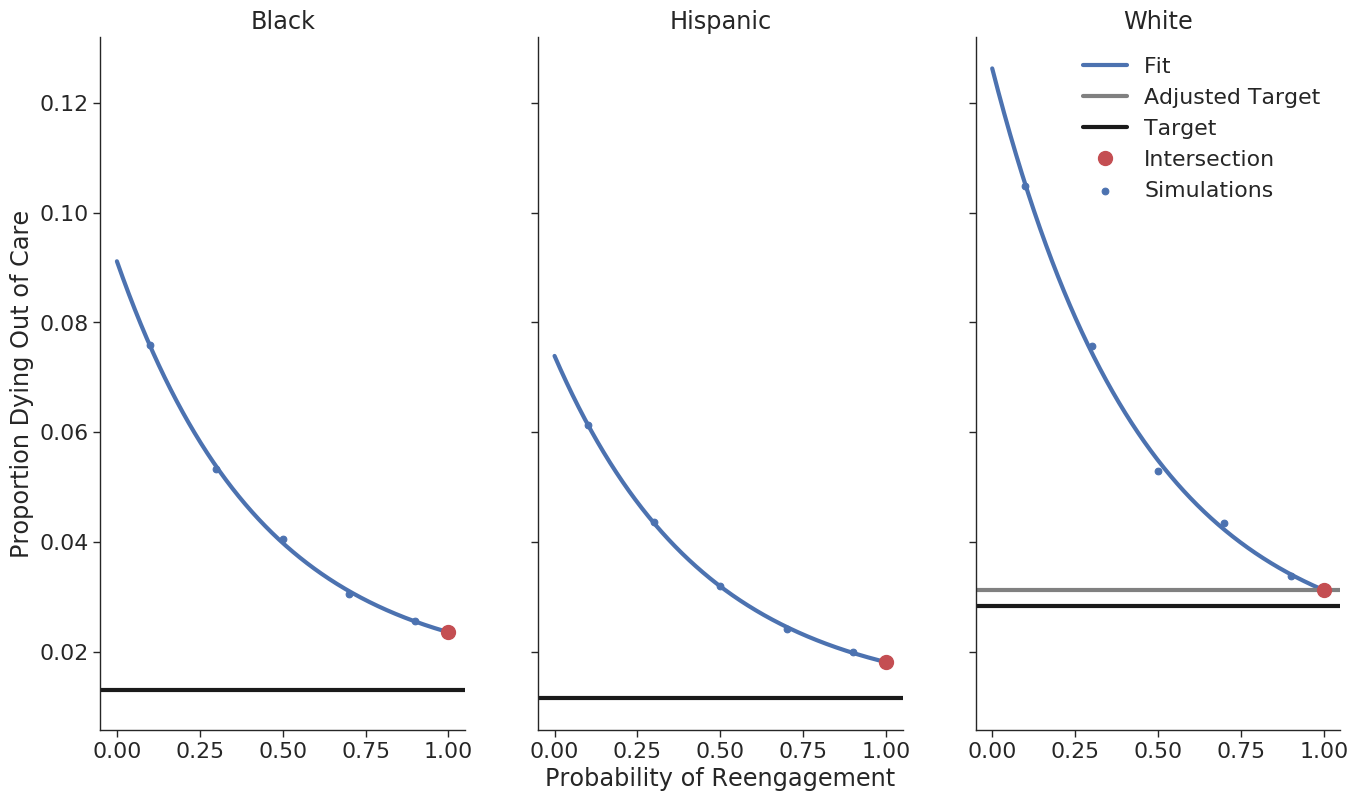 Black
Hispanic
White
Fit
Adjusted Target
Target
Intersection
Simulations
Proportion Dying Out of Care
0.12
0.10
0.08
0.06
0.04
0.02
0.00 0.25 0.50 0.75 1.00
0.00 0.25 0.50 0.75 1.00
0.00 0.25 0.50 0.75 1.00
Probability of Reengagement